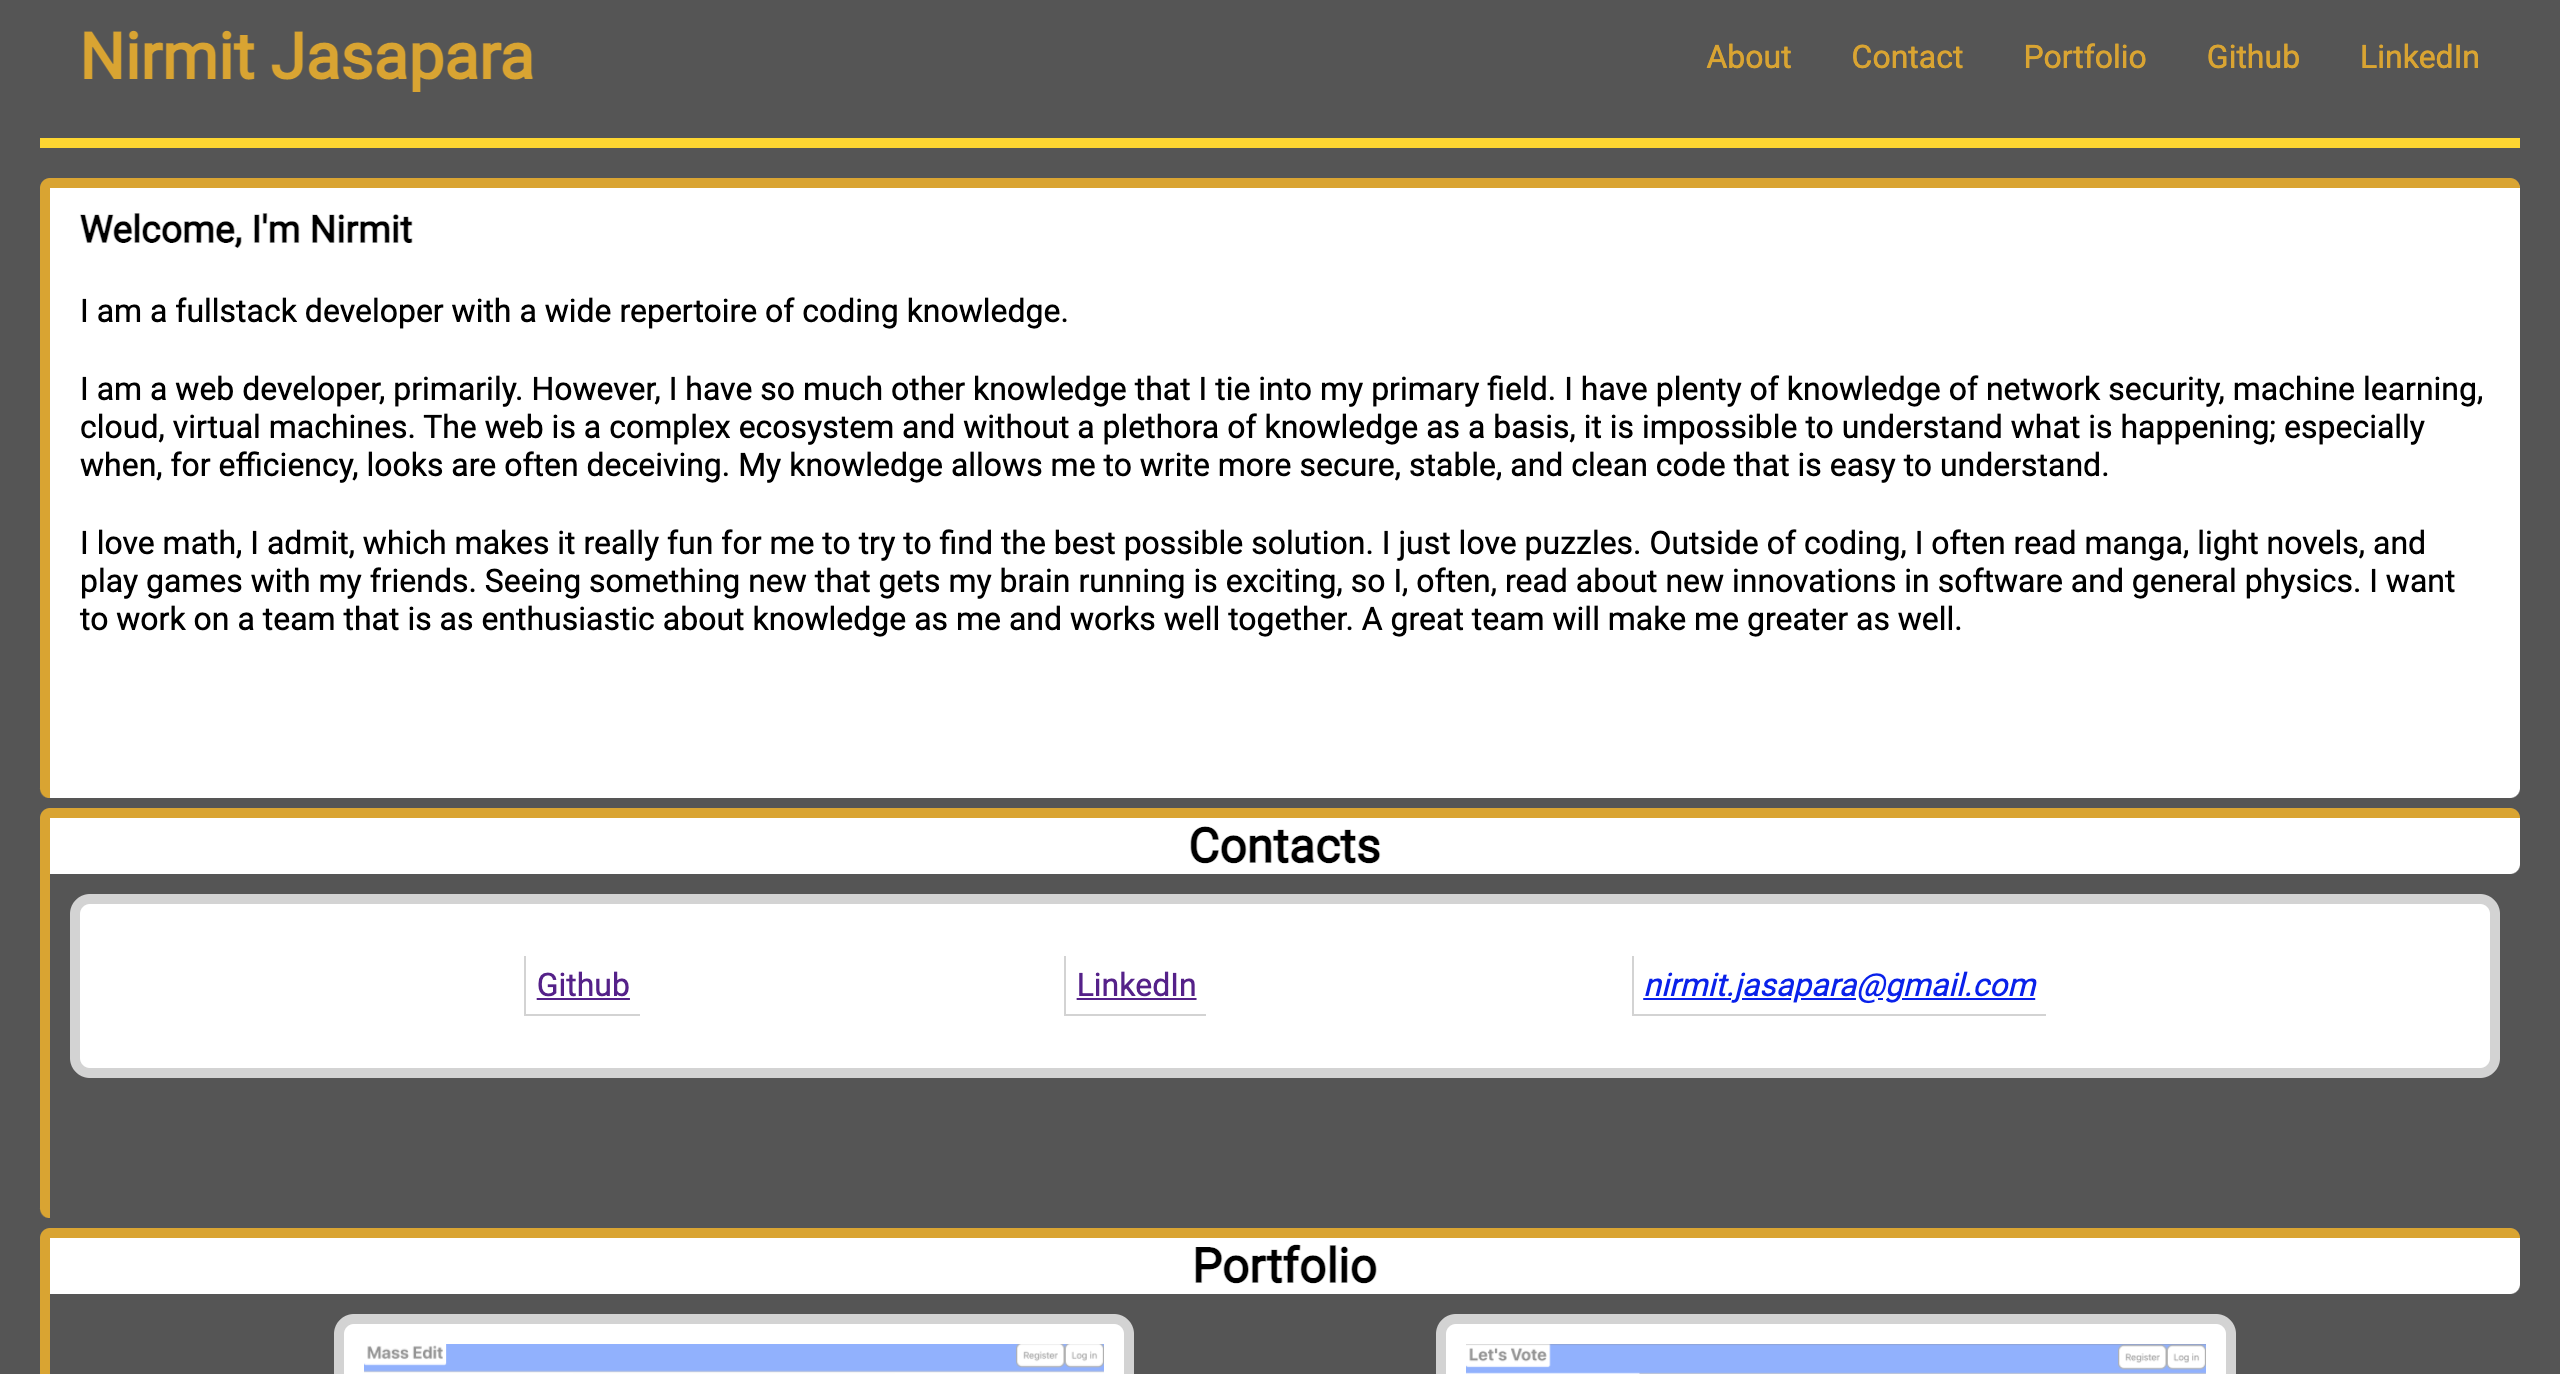 Nirmit Jasapara
About Contact Portfolio Github LinkedIn
Welcome, I'm Nirmit
I am a fullstack developer with a wide repertoire of coding knowledge.
I am a web developer, primarily. However, I have so much other knowledge that I tie into my primary field. I have plenty of knowledge of network security, machine learning,
cloud, virtual machines. The web is a complex ecosystem and without a plethora of knowledge as a basis, it is impossible to understand what is happening; especially
when, for efficiency, looks are often deceiving. My knowledge allows me to write more secure, stable, and clean code that is easy to understand.
I love math, I admit, which makes it really fun for me to try to find the best possible solution. I just love puzzles. Outside of coding, I often read manga, light novels, and
play games with my friends. Seeing something new that gets my brain running is exciting, so I, often, read about new innovations in software and general physics. I want
to work on a team that is as enthusiastic about knowledge as me and works well together. A great team will make me greater as well.
Contacts
Github LinkedIn nirmit.jasapara@gmail.com
Portfolio
Mass Edit Register Log in
Let's Vote Register Log in